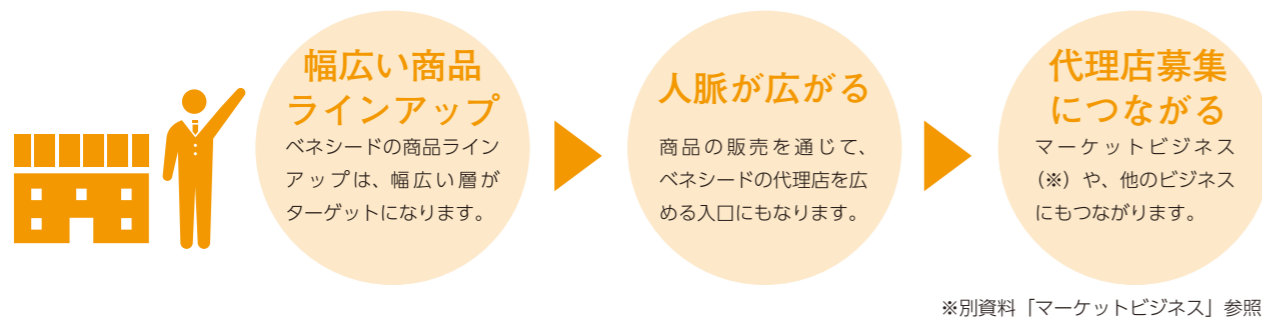 幅広い商品
ラインアップ
ベネシードの商品ライン
アップは、幅広い層が
ターゲットになります。
人脈が広がる
商品の販売を通じて、
ベネシードの代理店を広
める入口にもなります。
代理店募集
につながる
マーケットビジネス
（※）や、他のビジネス
にもつながります。
※別資料「マーケットビジネス」参照